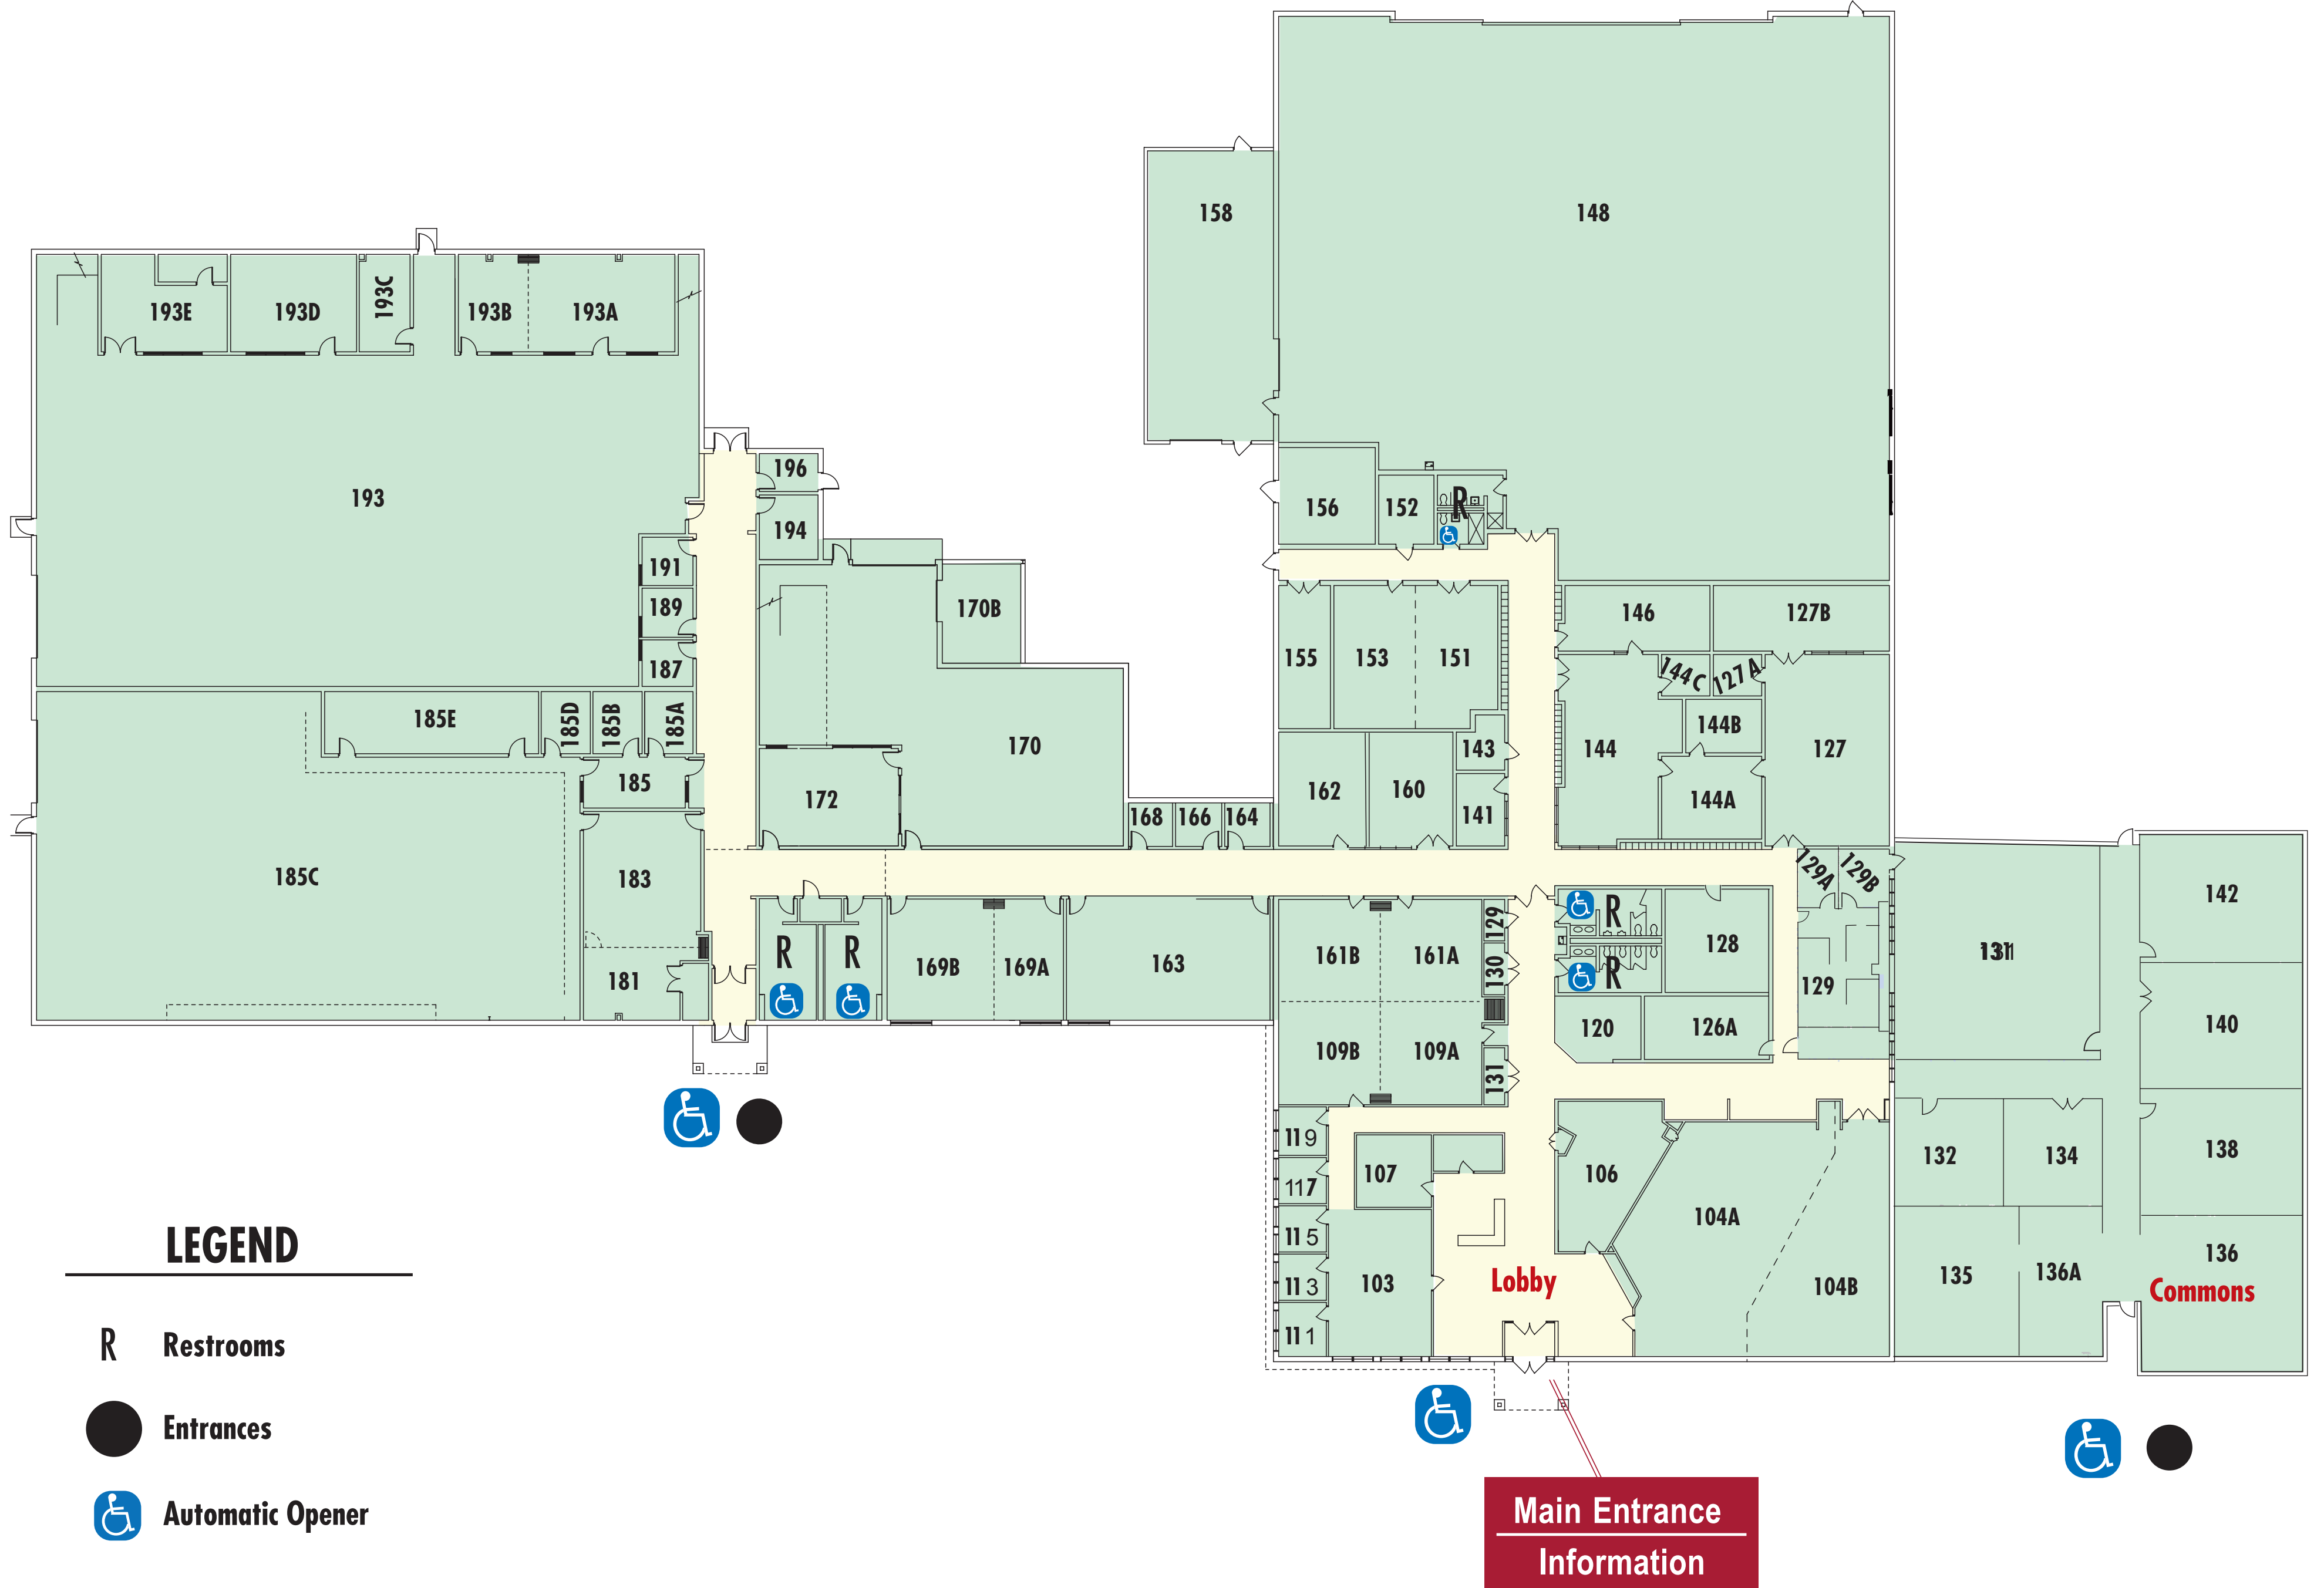 158
148
193E
193D
193C
193B
193A
196
193
194
156
152
R
191
189
187
170B
155
153
151
146
127B
144C
127A
144B
185E
185D
185B
185A
170
143
144
127
185
172
168
166
164
162
160
141
144A
185C
183
129A
129B
142
R
R
169B
169A
163
161B
161A
129
R
128
131
181
130
R
129
120
126A
140
109B
109A
131
119
107
106
132
134
138
117
104A
115
136
113
103
Lobby
104B
135
136A
Commons
111
LEGEND
R Restrooms
Entrances
Automatic Opener
Main Entrance
Information